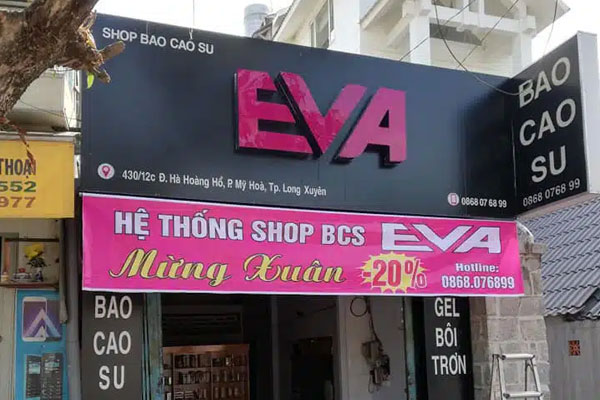 SHOP BAO CAO SU
EVA
430/12c Đ. Hà Hoàng Hổ, P. Mỹ Hoà, Tp. Long Xuyên
0868 07 68 99
BAO
CAO
SU
0868 0768 99
THOẠI
552
977
HỆ THỐNG SHOP BCS EVA
Mừng Xuân -20%
Hotline:
0868.076899
BAO
CAO
SU
GEL
BÔI
TRƠN